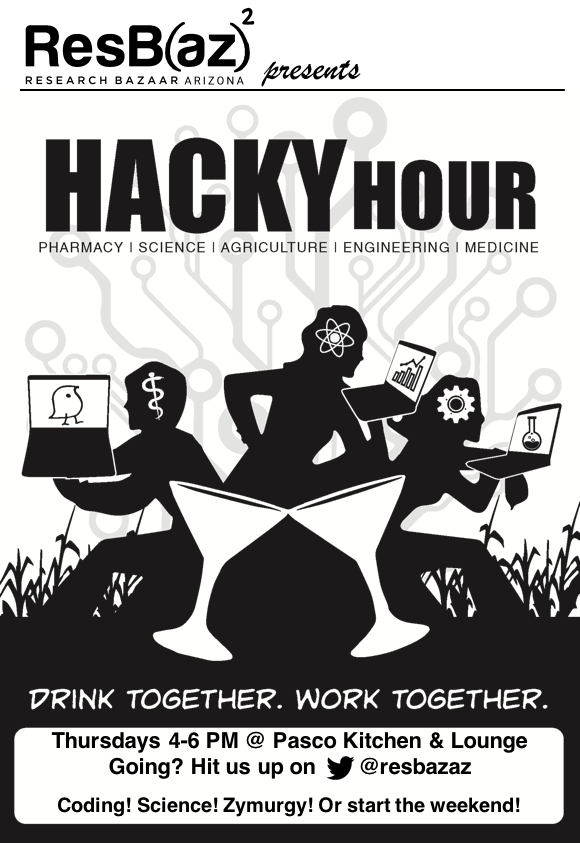 ResB(az)²
RESEARCH BAZAAR ARIZONA
presents
HACKY HOUR
PHARMACY | SCIENCE | AGRICULTURE | ENGINEERING | MEDICINE
DRINK TOGETHER. WORK TOGETHER.
Thursdays 4-6 PM @ Pasco Kitchen & Lounge
Going? Hit us up on @resbazaz
Coding! Science! Zymurgy! Or start the weekend!